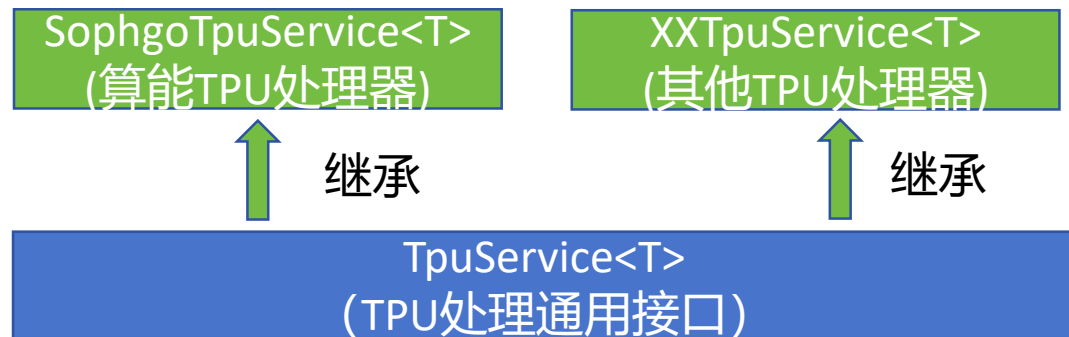 SophgoTpuService<T>
(算能TPU处理器)
XXTpuService<T>
(其他TPU处理器)
继承
继承
TpuService<T>
（TPU处理通用接口）